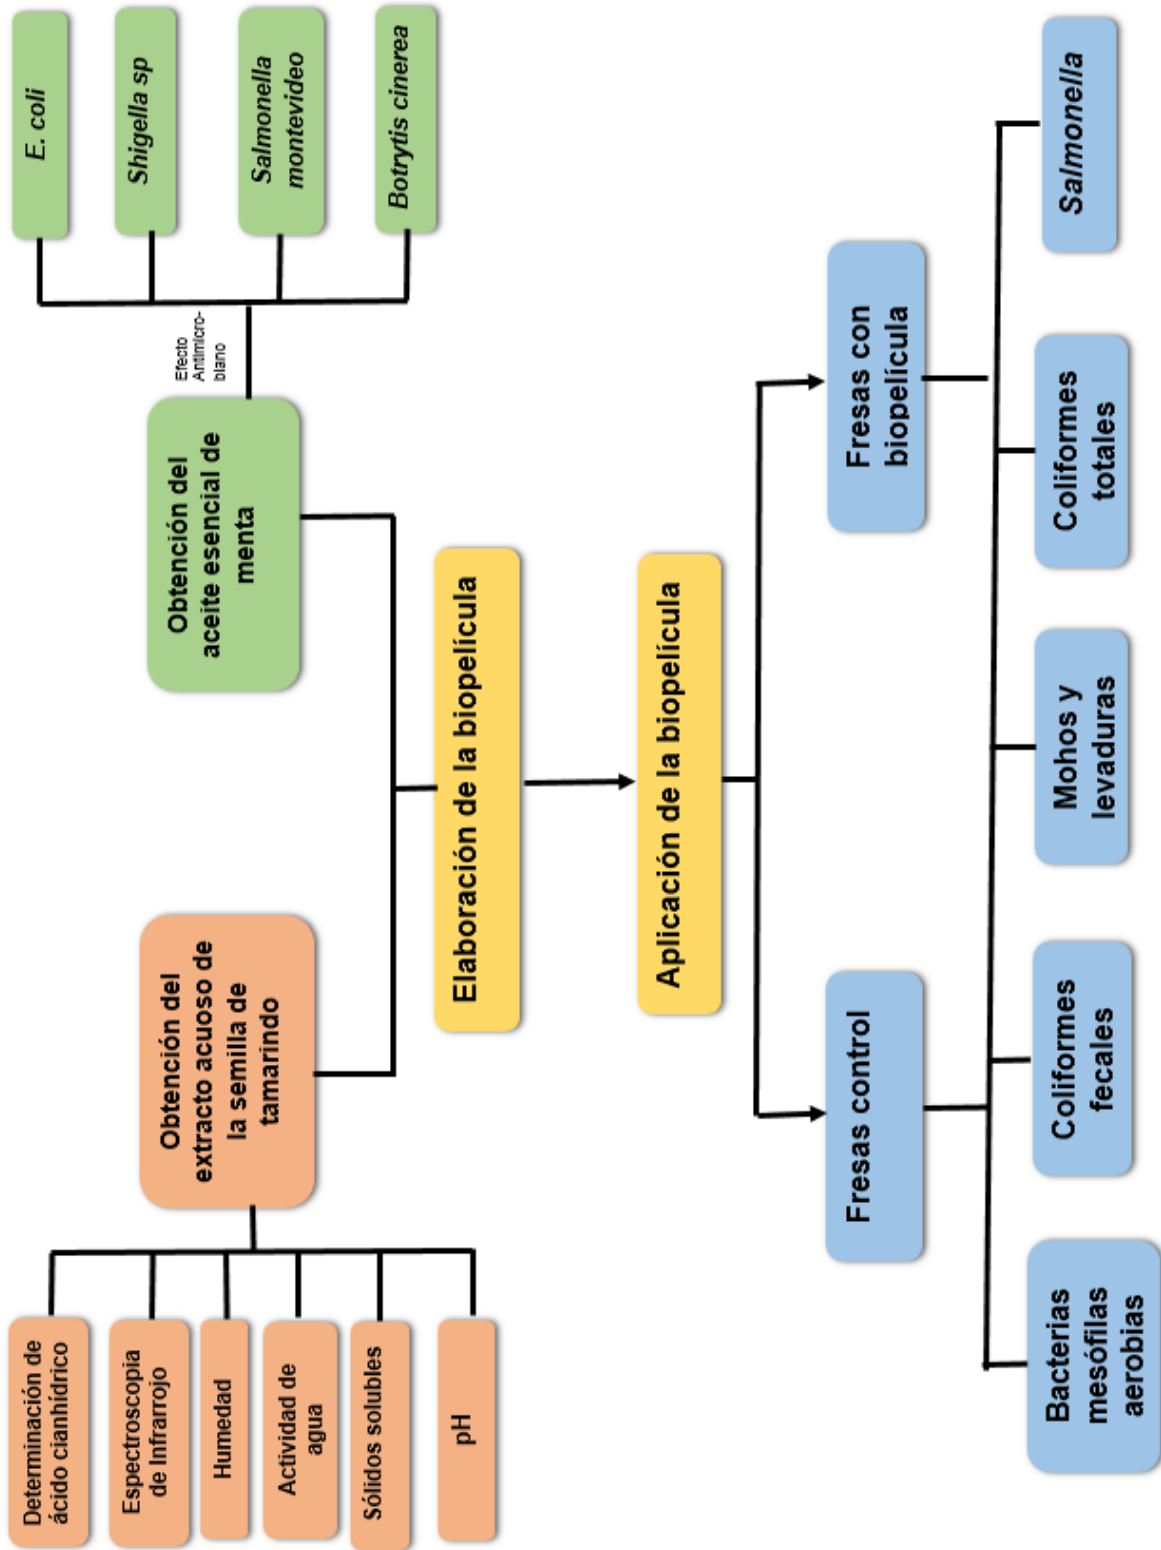 Determinación de
ácido cianhídrico
Espectroscopia
de Infrarrojo
Humedad
Actividad de
agua
Sólidos solubles
pH
Obtención del
extracto acuoso de
la semilla de
tamarindo
Obtención del
aceite esencial de
menta
Efecto
Antimicro-
biano
E. coli
Shigella sp
Salmonella
montevideo
Botrytis cinerea
Elaboración de la biopelícula
Aplicación de la biopelícula
Fresas control
Fresas con
biopelícula
Bacterias
mesófilas
aerobias
Coliformes
fecales
Mohos y
levaduras
Coliformes
totales
Salmonella